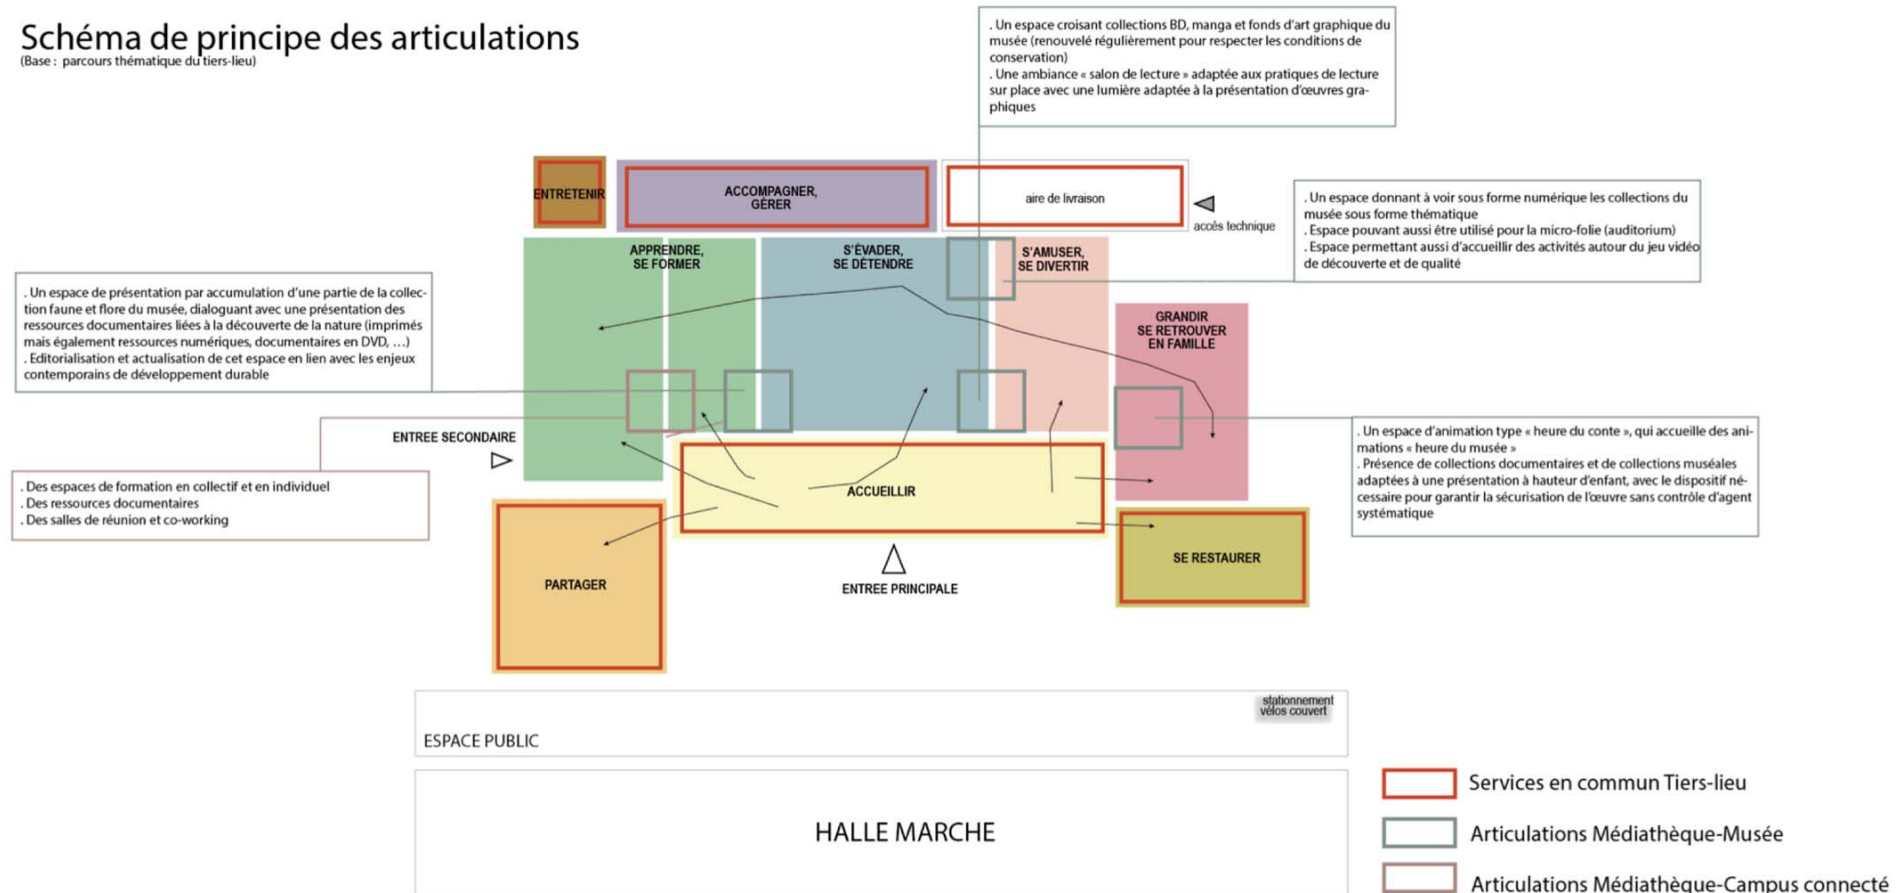 Schéma de principe des articulations
(Base : parcours thématique du tiers-lieu)
. Un espace croisant collections BD, manga et fonds d'art graphique du
musée (renouvelé régulièrement pour respecter les conditions de
conservation)
. Une ambiance « salon de lecture » adaptée aux pratiques de lecture
sur place avec une lumière adaptée à la présentation d'œuvres gra-
phiques
ENTRETENIR
ACCOMPAGNER,
GÉRER
aire de livraison
accès technique
. Un espace donnant à voir sous forme numérique les collections du
musée sous forme thématique
. Espace pouvant aussi être utilisé pour la micro-folie (auditorium)
. Espace permettant aussi d'accueillir des activités autour du jeu vidéo
de découverte et de qualité
APPRENDRE,
SE FORMER
S'ÉVADER,
SE DÉTENDRE
S'AMUSER,
SE DIVERTIR
GRANDIR
SE RETROUVER
EN FAMILLE
. Un espace de présentation par accumulation d'une partie de la collec-
tion faune et flore du musée, dialoguant avec une présentation des
ressources documentaires liées à la découverte de la nature (imprimés
mais également ressources numériques, documentaires en DVD, …)
. Editorialisation et actualisation de cet espace en lien avec les enjeux
contemporains de développement durable
ENTREE SECONDAIRE
. Un espace d'animation type « heure du conte », qui accueille des ani-
mations « heure du musée »
. Présence de collections documentaires et de collections muséales
adaptées à une présentation à hauteur d'enfant, avec le dispositif né-
cessaire pour garantir la sécurisation de l'œuvre sans contrôle d'agent
systématique
. Des espaces de formation en collectif et en individuel
. Des ressources documentaires
. Des salles de réunion et co-working
ACCUEILLIR
PARTAGER
ENTREE PRINCIPALE
SE RESTAURER
stationnement
vélos couvert
ESPACE PUBLIC
HALLE MARCHE
Services en commun Tiers-lieu
Articulations Médiathèque-Musée
Articulations Médiathèque-Campus connecté